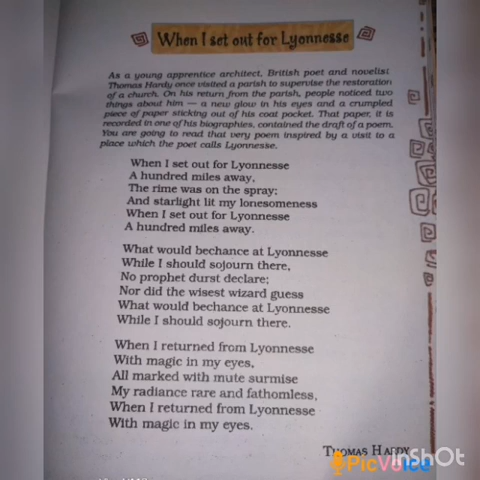 When I set out for Lyonnesse
As a young apprentice architect, British poet and novelist
Thomas Hardy once visited a parish to supervise the restoration
of a church. On his return from the parish, people noticed two
things about him — a new glow in his eyes and a crumpled
piece of paper sticking out of his coat pocket. That paper, it is
recorded in one of his biographies, contained the draft of a poem.
You are going to read that very poem inspired by a visit to a
place which the poet calls Lyonnesse.
When I set out for Lyonnesse
A hundred miles away,
The rime was on the spray;
And starlight lit my lonesomeness
When I set out for Lyonnesse
A hundred miles away.
What would bechance at Lyonnesse
While I should sojourn there,
No prophet durst declare;
Nor did the wisest wizard guess
What would bechance at Lyonnesse
While I should sojourn there.
When I returned from Lyonnesse
With magic in my eyes,
All marked with mute surmise
My radiance rare and fathomless,
When I returned from Lyonnesse
With magic in my eyes.
THOMAS HARDY
InShOt
PicVoice